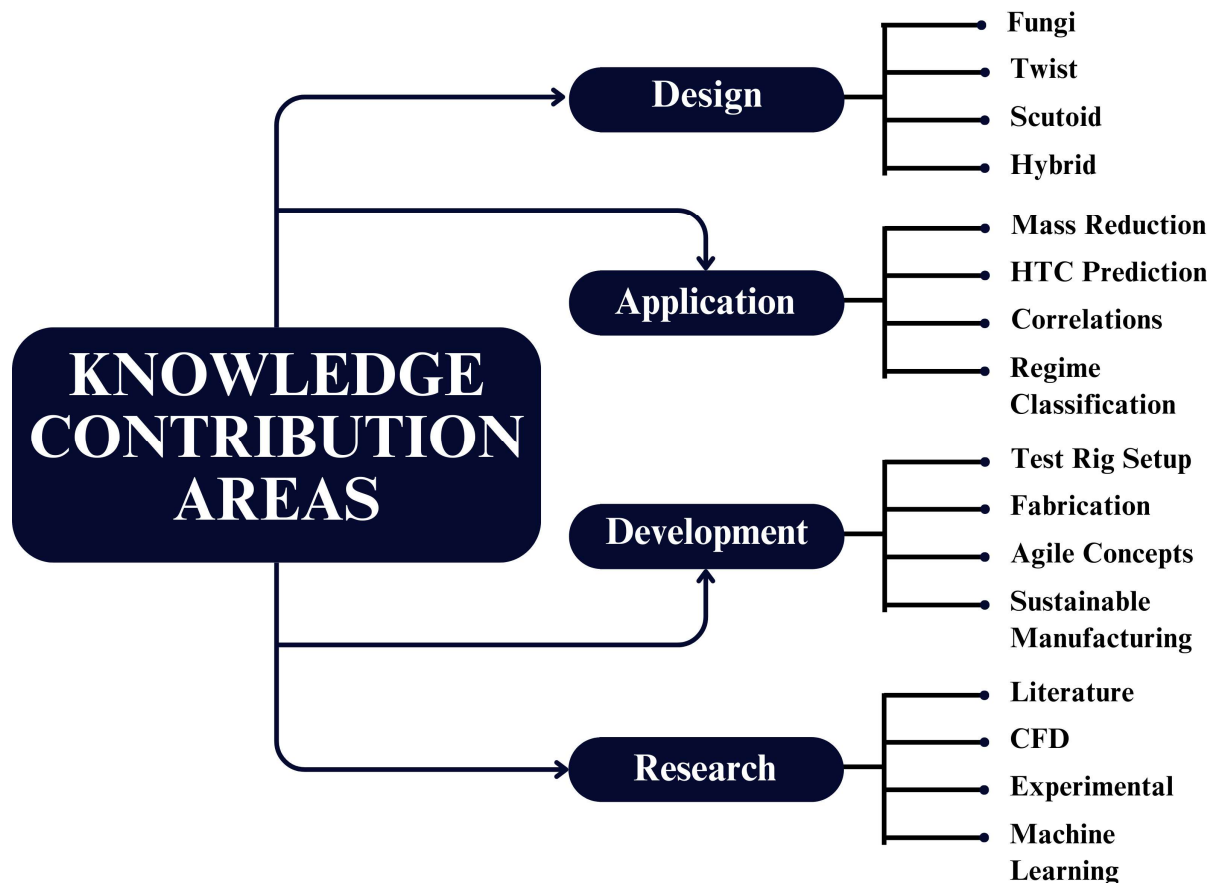 KNOWLEDGE
CONTRIBUTION
AREAS
Design
Fungi
Twist
Scutoid
Hybrid
Application
Mass Reduction
HTC Prediction
Correlations
Regime
Classification
Development
Test Rig Setup
Fabrication
Agile Concepts
Sustainable
Manufacturing
Research
Literature
CFD
Experimental
Machine
Learning